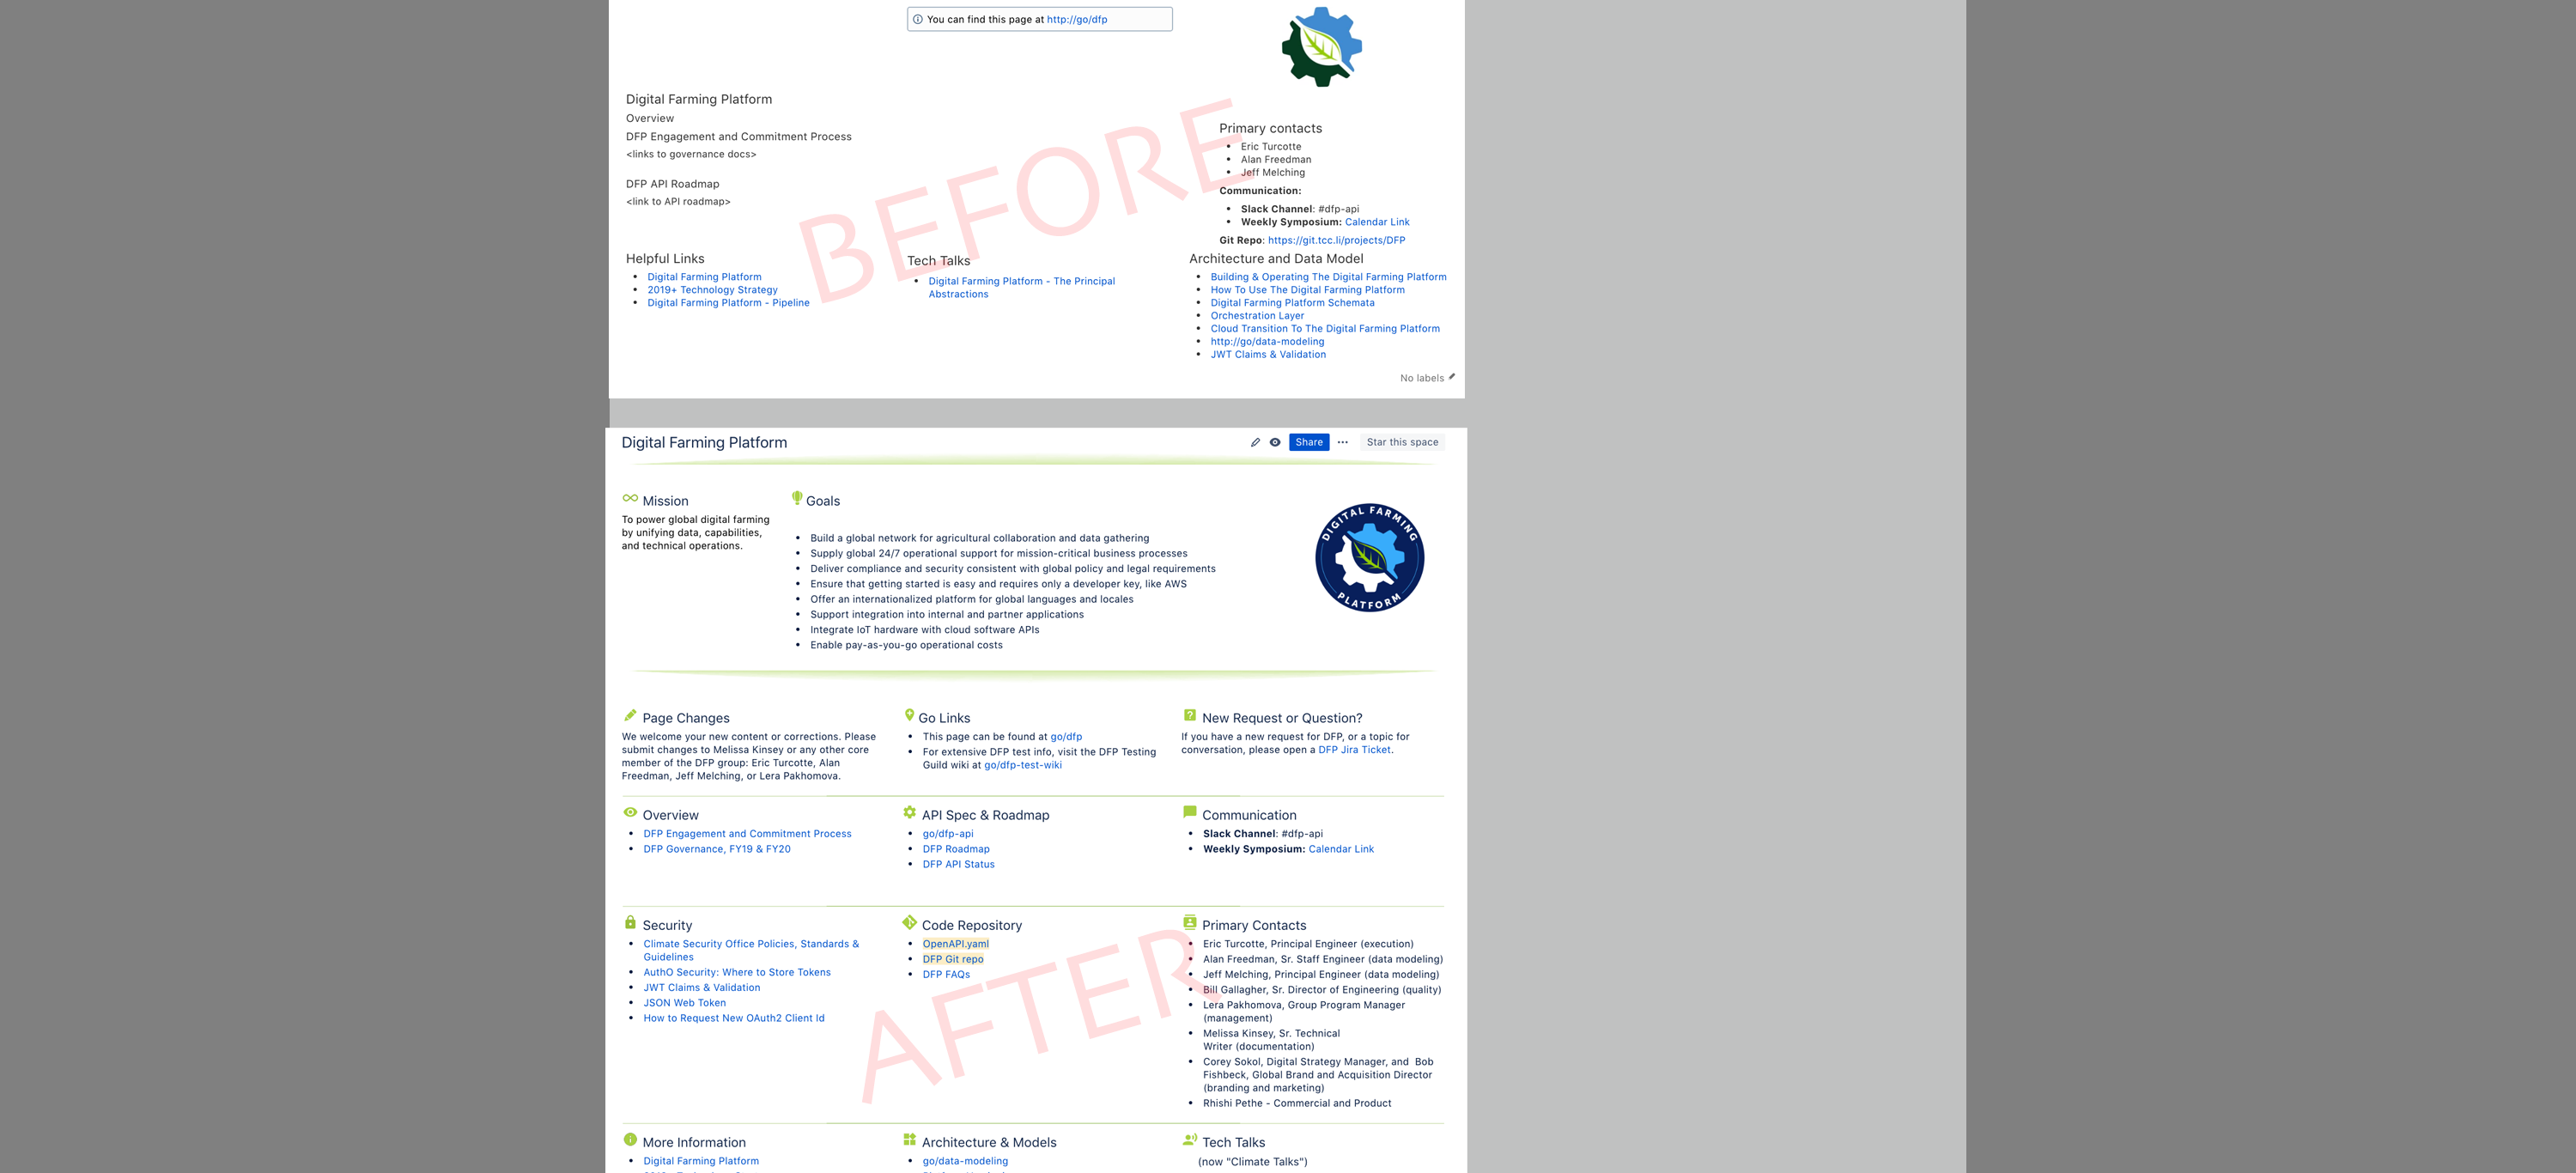 You can find this page at http://go/dfp
Digital Farming Platform
Overview
DFP Engagement and Commitment Process
<links to governance docs>
DFP API Roadmap
<link to API roadmap>
BEFORE
Primary contacts
Eric Turcotte
Alan Freedman
Jeff Melching
Communication:
Slack Channel: #dfp-api
Weekly Symposium: Calendar Link
Git Repo: https://git.tcc.li/projects/DFP
Helpful Links
Digital Farming Platform
2019+ Technology Strategy
Digital Farming Platform - Pipeline
Tech Talks
Digital Farming Platform - The Principal
Abstractions
Architecture and Data Model
Building & Operating The Digital Farming Platform
How To Use The Digital Farming Platform
Digital Farming Platform Schemata
Orchestration Layer
Cloud Transition To The Digital Farming Platform
http://go/data-modeling
JWT Claims & Validation
No labels
Digital Farming Platform
Share
Star this space
Mission
To power global digital farming
by unifying data, capabilities,
and technical operations.
Goals
Build a global network for agricultural collaboration and data gathering
Supply global 24/7 operational support for mission-critical business processes
Deliver compliance and security consistent with global policy and legal requirements
Ensure that getting started is easy and requires only a developer key, like AWS
Offer an internationalized platform for global languages and locales
Support integration into internal and partner applications
Integrate IoT hardware with cloud software APIs
Enable pay-as-you-go operational costs
DIGITAL FARMING
PLATFORM
Page Changes
We welcome your new content or corrections. Please
submit changes to Melissa Kinsey or any other core
member of the DFP group: Eric Turcotte, Alan
Freedman, Jeff Melching, or Lera Pakhomova.
Go Links
This page can be found at go/dfp
For extensive DFP test info, visit the DFP Testing
Guild wiki at go/dfp-test-wiki
New Request or Question?
If you have a new request for DFP, or a topic for
conversation, please open a DFP Jira Ticket.
Overview
DFP Engagement and Commitment Process
DFP Governance, FY19 & FY20
API Spec & Roadmap
go/dfp-api
DFP Roadmap
DFP API Status
Communication
Slack Channel: #dfp-api
Weekly Symposium: Calendar Link
Security
Climate Security Office Policies, Standards &
Guidelines
AuthO Security: Where to Store Tokens
JWT Claims & Validation
JSON Web Token
How to Request New OAuth2 Client Id
Code Repository
OpenAPI.yaml
DFP Git repo
DFP FAQs
AFTER
Primary Contacts
Eric Turcotte, Principal Engineer (execution)
Alan Freedman, Sr. Staff Engineer (data modeling)
Jeff Melching, Principal Engineer (data modeling)
Bill Gallagher, Sr. Director of Engineering (quality)
Lera Pakhomova, Group Program Manager
(management)
Melissa Kinsey, Sr. Technical
Writer (documentation)
Corey Sokol, Digital Strategy Manager, and Bob
Fishbeck, Global Brand and Acquisition Director
(branding and marketing)
Rhishi Pethe - Commercial and Product
More Information
Digital Farming Platform
Architecture & Models
go/data-modeling
Tech Talks
(now "Climate Talks")